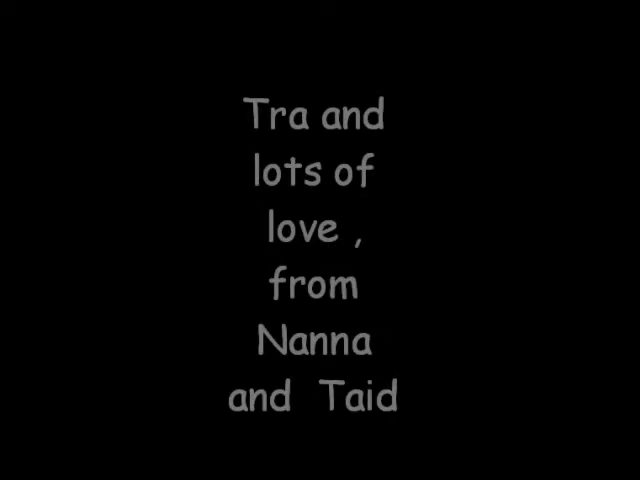 Tra and
lots of
love ,
from
Nanna
and  Taid